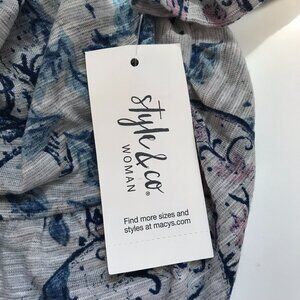 style&co®
WOMAN
Find more sizes and
styles at macys.com